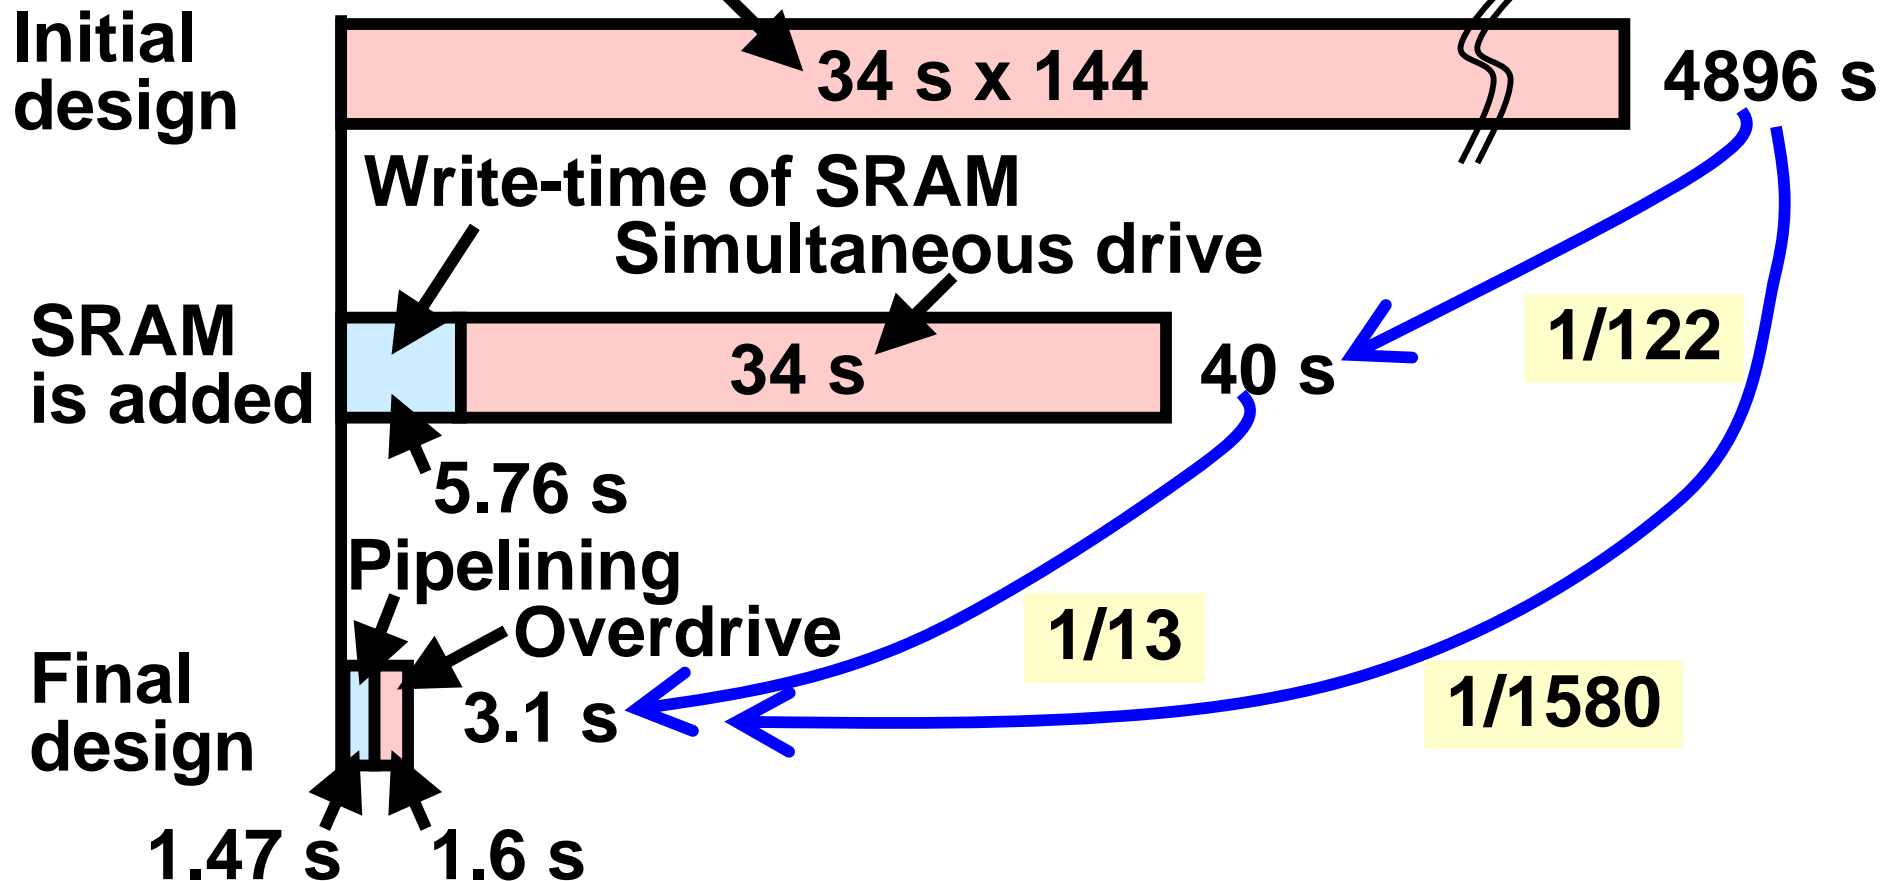 Initial
design
34 s x 144
4896 s
Write-time of SRAM
Simultaneous drive
SRAM
is added
34 s
40 s
1/122
5.76 s
Pipelining
Overdrive
1/13
Final
design
3.1 s
1/1580
1.47 s
1.6 s